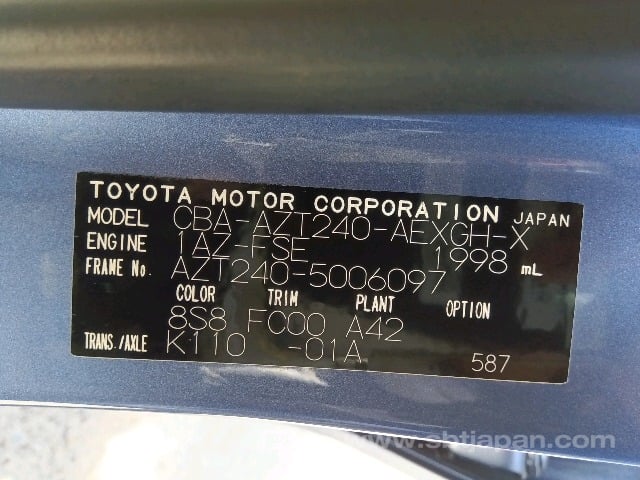 TOYOTA MOTOR CORPORATION JAPAN
MODEL CBA-AZT240-AEXGH-X
ENGINE 1AZ-FSE 1998 mL
FRAME No. AZT240-5006097
COLOR TRIM PLANT OPTION
8S8 FC00 A42
TRANS./AXLE K110 -01A 587
www.sbtjapan.com